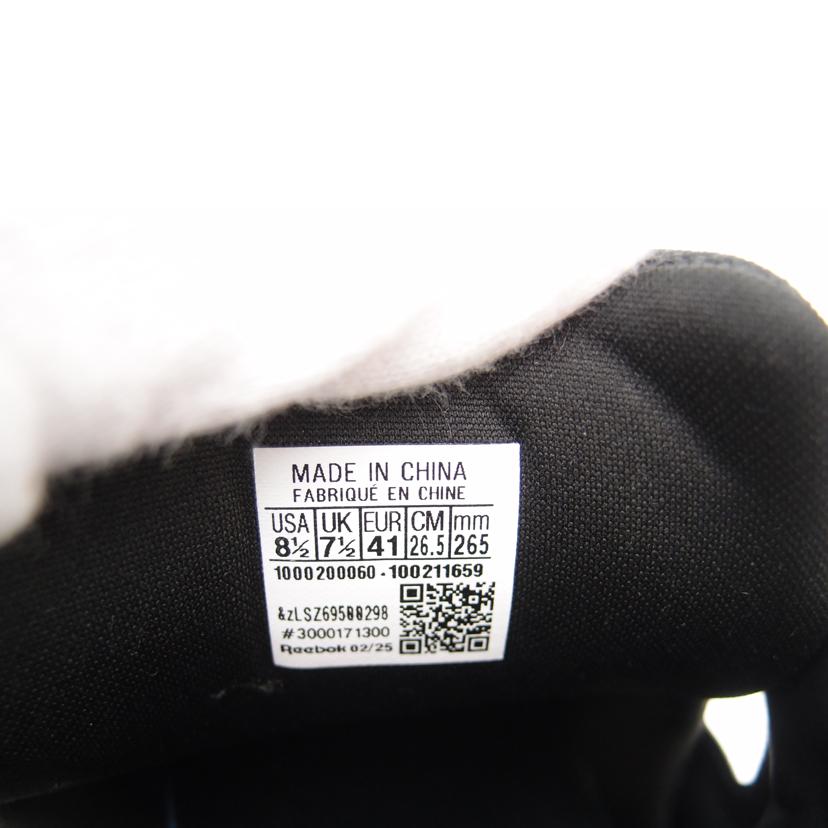 MADE IN CHINA
FABRIQUÉ EN CHINE
USA UK EUR CM mm
8½ 7½ 41 26.5 265
1000200060 - 100211659
# 3000171300
Reebok 02/25